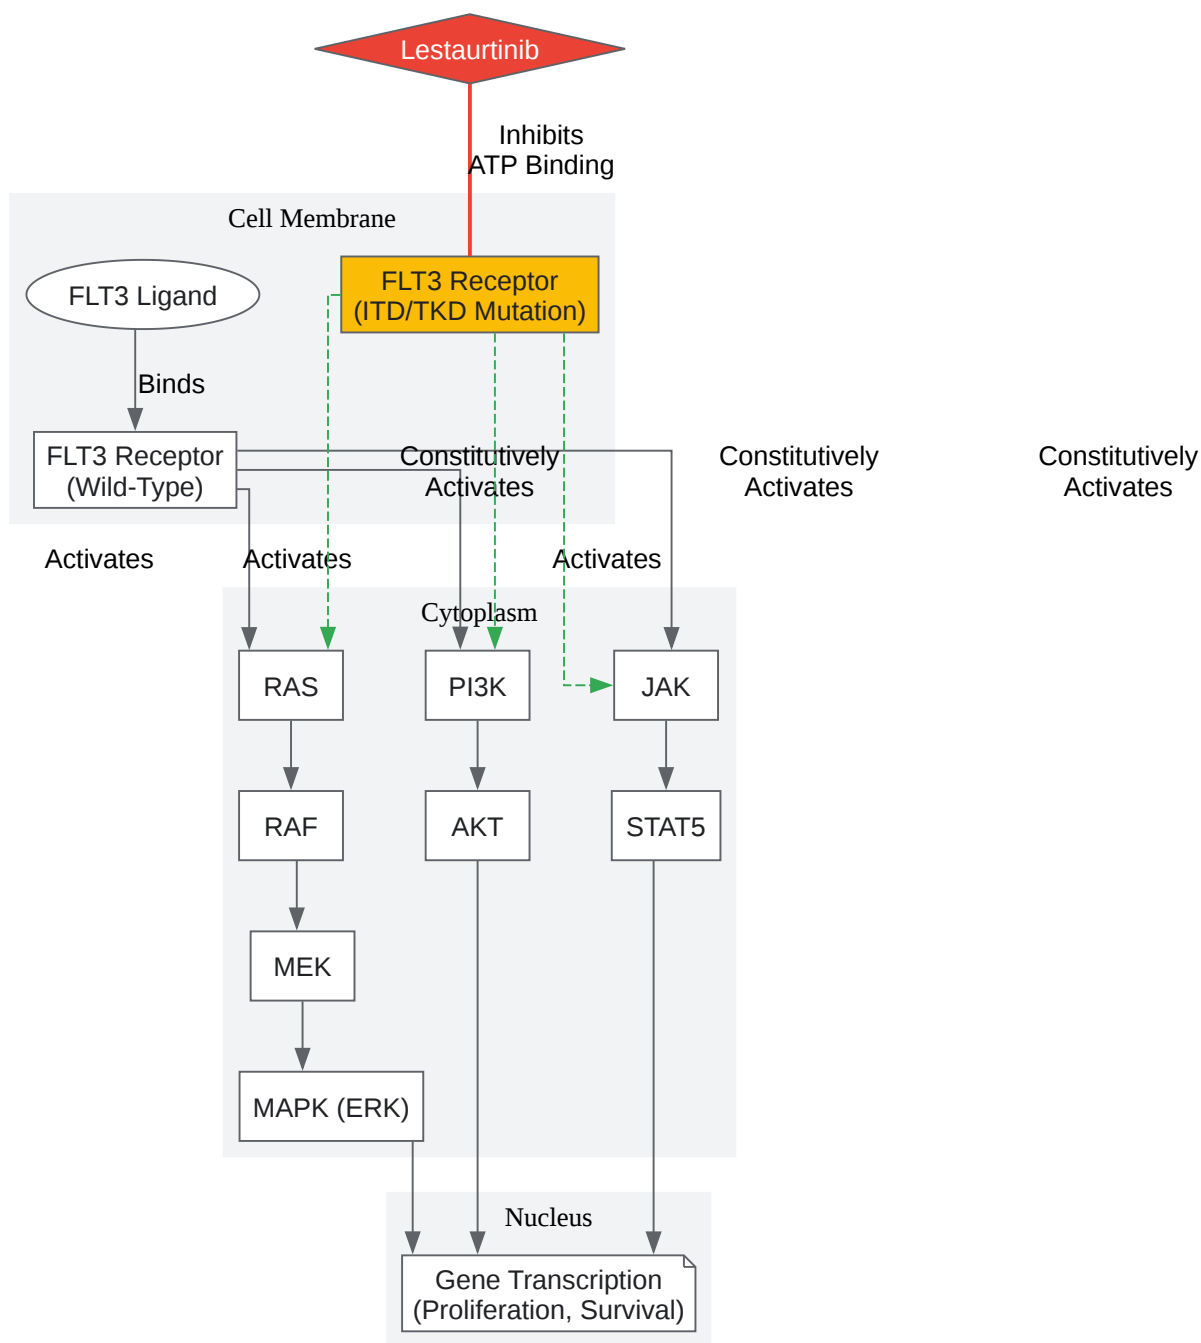 Lestaurtinib
Inhibits
ATP Binding
Cell Membrane
FLT3 Ligand
FLT3 Receptor
(ITD/TKD Mutation)
Binds
FLT3 Receptor
(Wild-Type)
Constitutively
Activates
Constitutively
Activates
Constitutively
Activates
Activates
Activates
Activates
Cytoplasm
RAS
PI3K
JAK
RAF
AKT
STAT5
MEK
MAPK (ERK)
Nucleus
Gene Transcription
(Proliferation, Survival)